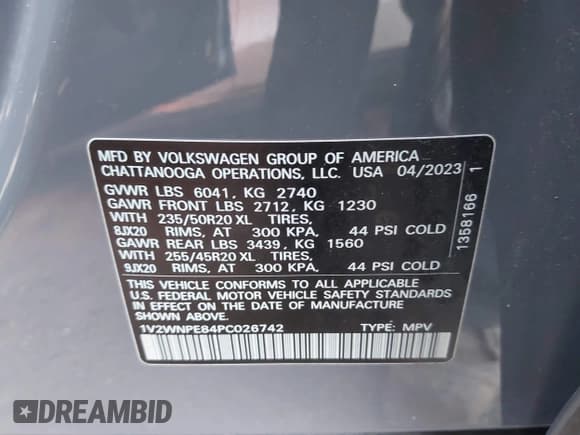 MFD BY VOLKSWAGEN GROUP OF AMERICA
CHATTANOOGA OPERATIONS, LLC. USA 04/2023
GVWR LBS 6041, KG 2740
GAWR FRONT LBS 2712, KG 1230
WITH 235/50R20 XL TIRES,
8JX20 RIMS, AT 300 KPA, 44 PSI COLD
GAWR REAR LBS 3439, KG 1560
WITH 255/45R20 XL TIRES,
9JX20 RIMS, AT 300 KPA, 44 PSI COLD
THIS VEHICLE CONFORMS TO ALL APPLICABLE
U.S. FEDERAL MOTOR VEHICLE SAFETY STANDARDS
IN EFFECT ON THE DATE OF MANUFACTURE
SHOWN ABOVE.
1V2WNPE84PC026742 TYPE: MPV
1358166 1
DREAMBID